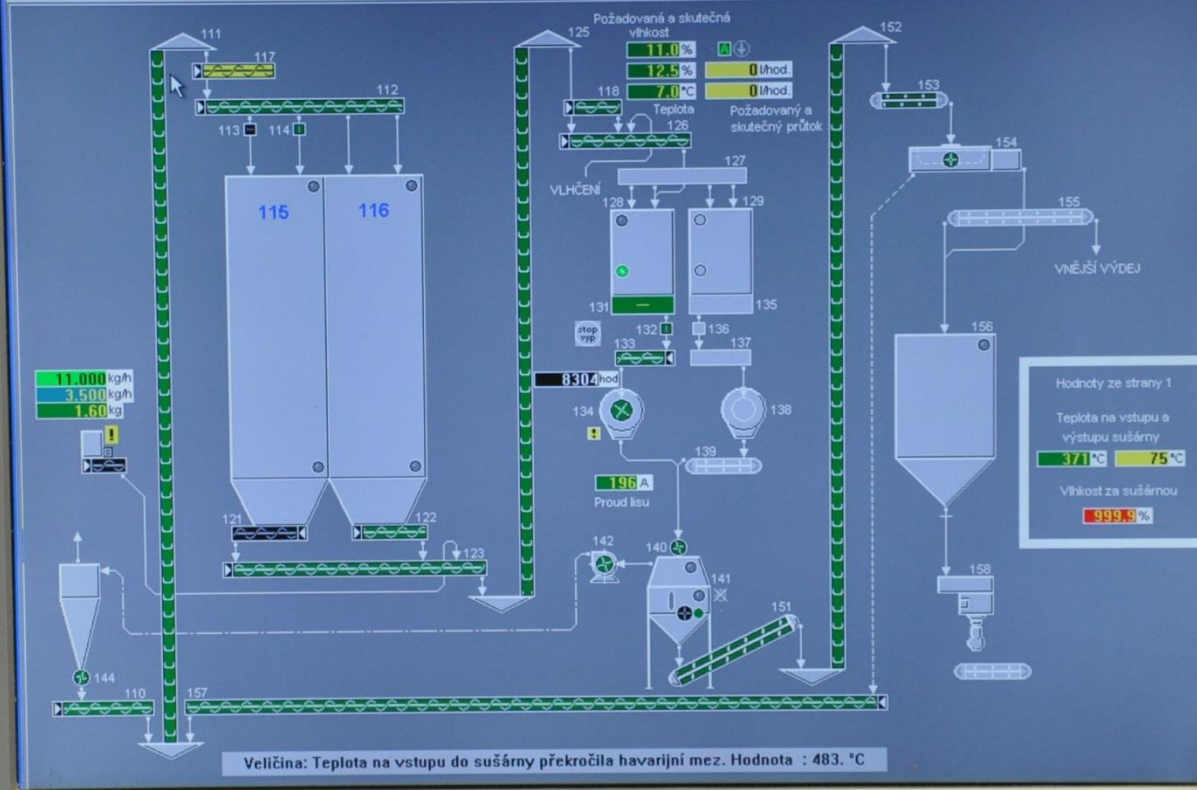 111
117
112
113
114
115
116
125
118
126
Požadovaná a skutečná
vlhkost
11.0 %
A
12.5 %
0 l/hod.
7.0 °C
0 l/hod.
Teplota
Požadovaný a
skutečný průtok
VLHČENÍ
127
128
129
131
135
132
136
stop
vyp
133
137
8304 hod
134
138
!
139
196 A
Proud lisu
152
153
154
155
VNĚJŠÍ VÝDEJ
156
158
Hodnoty ze strany 1
Teplota na vstupu a
výstupu sušárny
371 °C
75 °C
Vlhkost za sušárnou
999.9 %
11.000 kg/h
3.500 kg/h
1.60 kg
!
121
122
123
142
140
141
151
144
110
157
Veličina: Teplota na vstupu do sušárny překročila havarijní mez. Hodnota : 483. °C